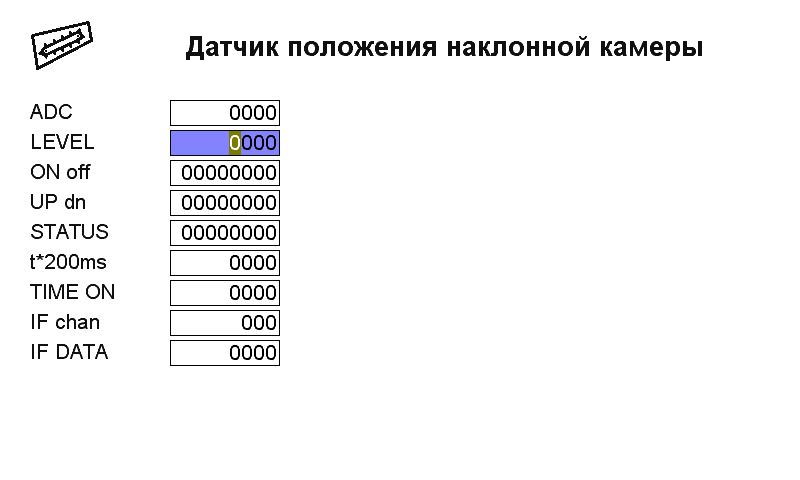 Датчик положения наклонной камеры
ADC 0000
LEVEL 0000
ON off 00000000
UP dn 00000000
STATUS 00000000
t*200ms 0000
TIME ON 0000
IF chan 000
IF DATA 0000